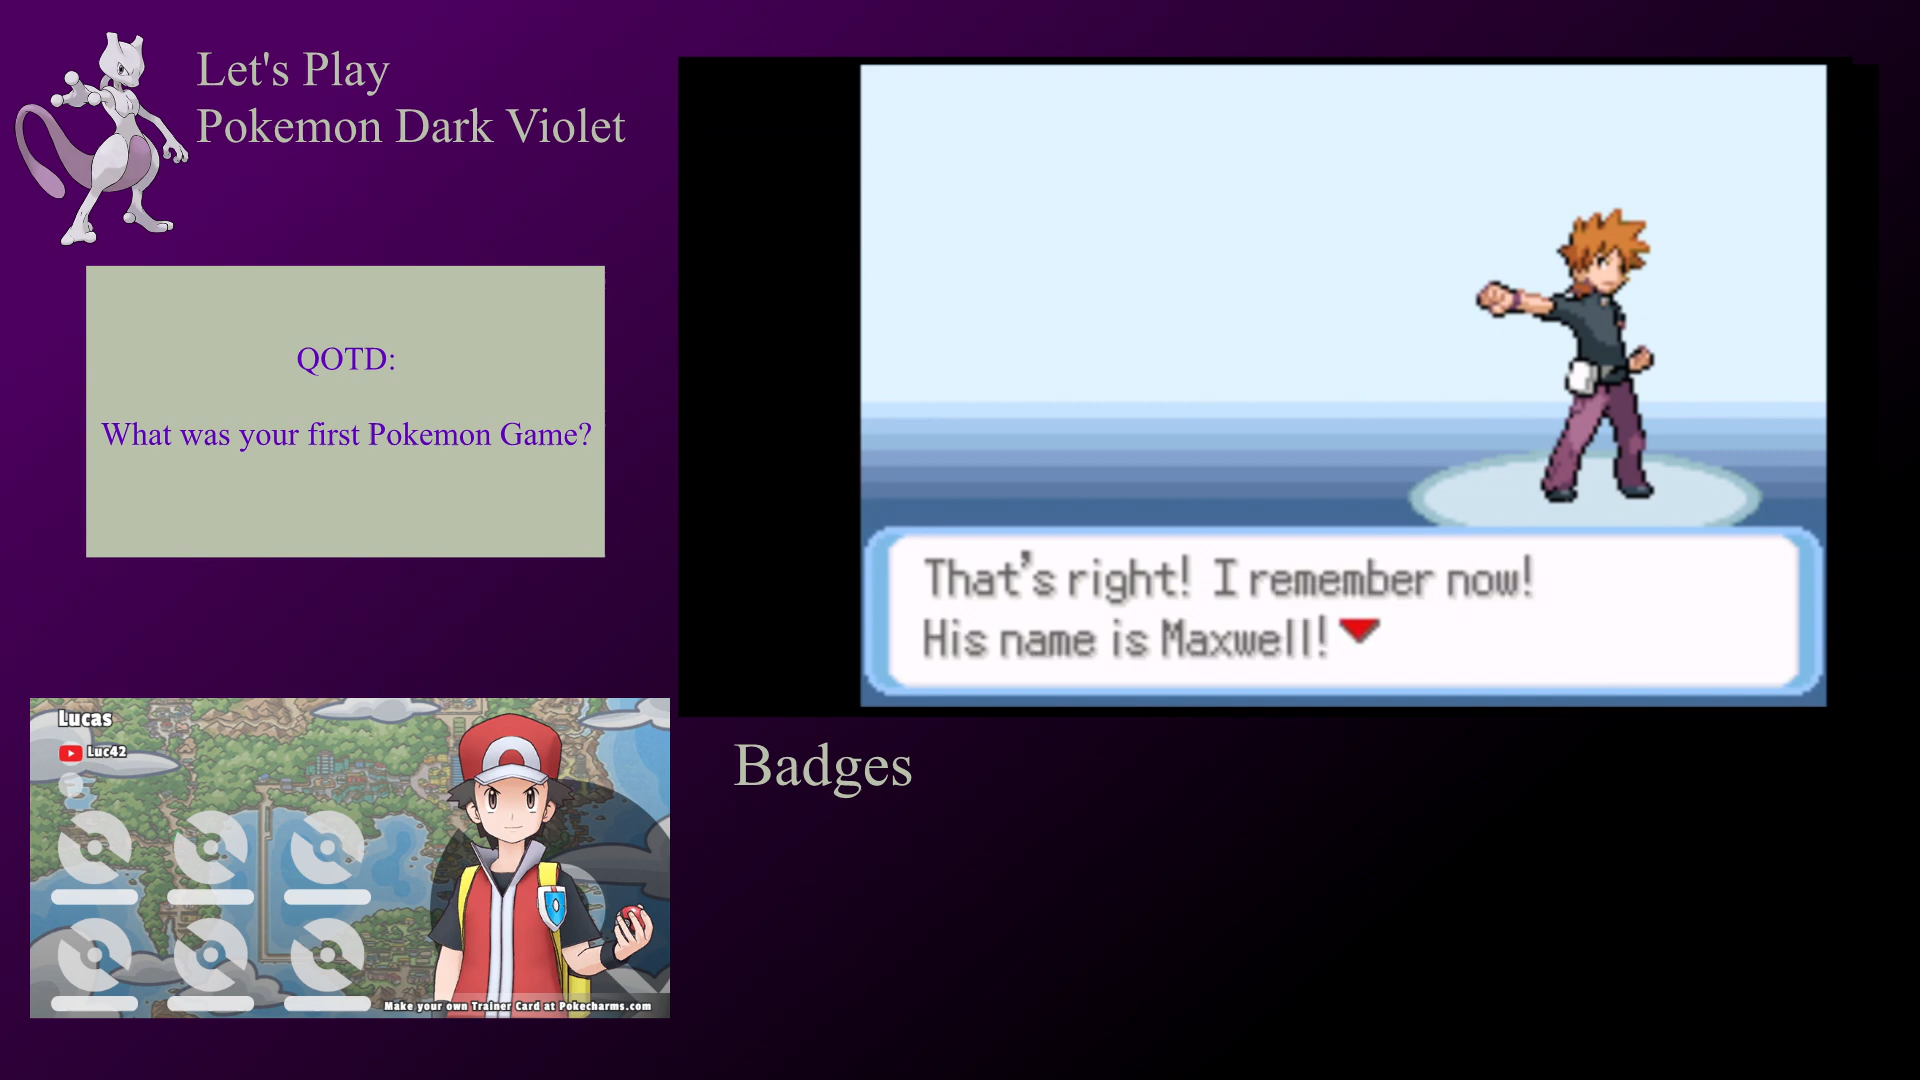 Let's Play
Pokemon Dark Violet
QOTD:
What was your first Pokemon Game?
That's right! I remember now!
His name is Maxwell!
Lucas
Luc42
Make your own Trainer Card at Pokecharms.com
Badges